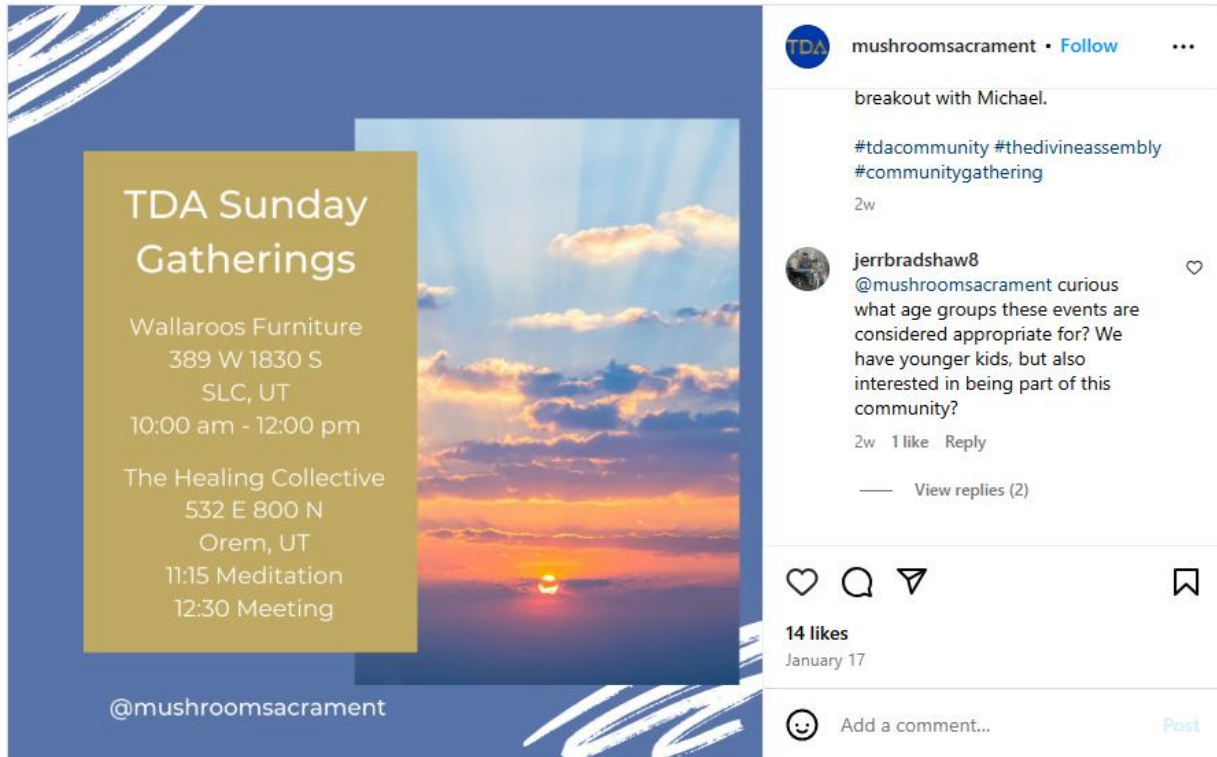 TDA Sunday
Gatherings
Wallaroos Furniture
389 W 1830 S
SLC, UT
10:00 am - 12:00 pm
The Healing Collective
532 E 800 N
Orem, UT
11:15 Meditation
12:30 Meeting
@mushroomsacrament
TDA
mushroomsacrament • Follow
breakout with Michael.
#tdacommunity #thedivineassembly
#communitygathering
2w
jerrbradshaw8
@mushroomsacrament curious
what age groups these events are
considered appropriate for? We
have younger kids, but also
interested in being part of this
community?
2w 1 like Reply
View replies (2)
14 likes
January 17
Add a comment...
Post